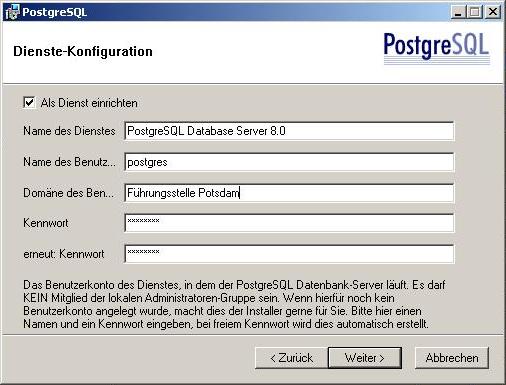 PostgreSQL
Dienste-Konfiguration
PostgreSQL
Als Dienst einrichten
Name des Dienstes PostgreSQL Database Server 8.0
Name des Benutz... postgres
Domäne des Ben... Führungsstelle Potsdam
Kennwort xxxxxxxx
erneut: Kennwort xxxxxxxx
Das Benutzerkonto des Dienstes, in dem der PostgreSQL Datenbank-Server läuft. Es darf
KEIN Mitglied der lokalen Administratoren-Gruppe sein. Wenn hierfür noch kein
Benutzerkonto angelegt wurde, macht dies der Installer gerne für Sie. Bitte hier einen
Namen und ein Kennwort eingeben, bei freiem Kennwort wird dies automatisch erstellt.
< Zurück Weiter > Abbrechen